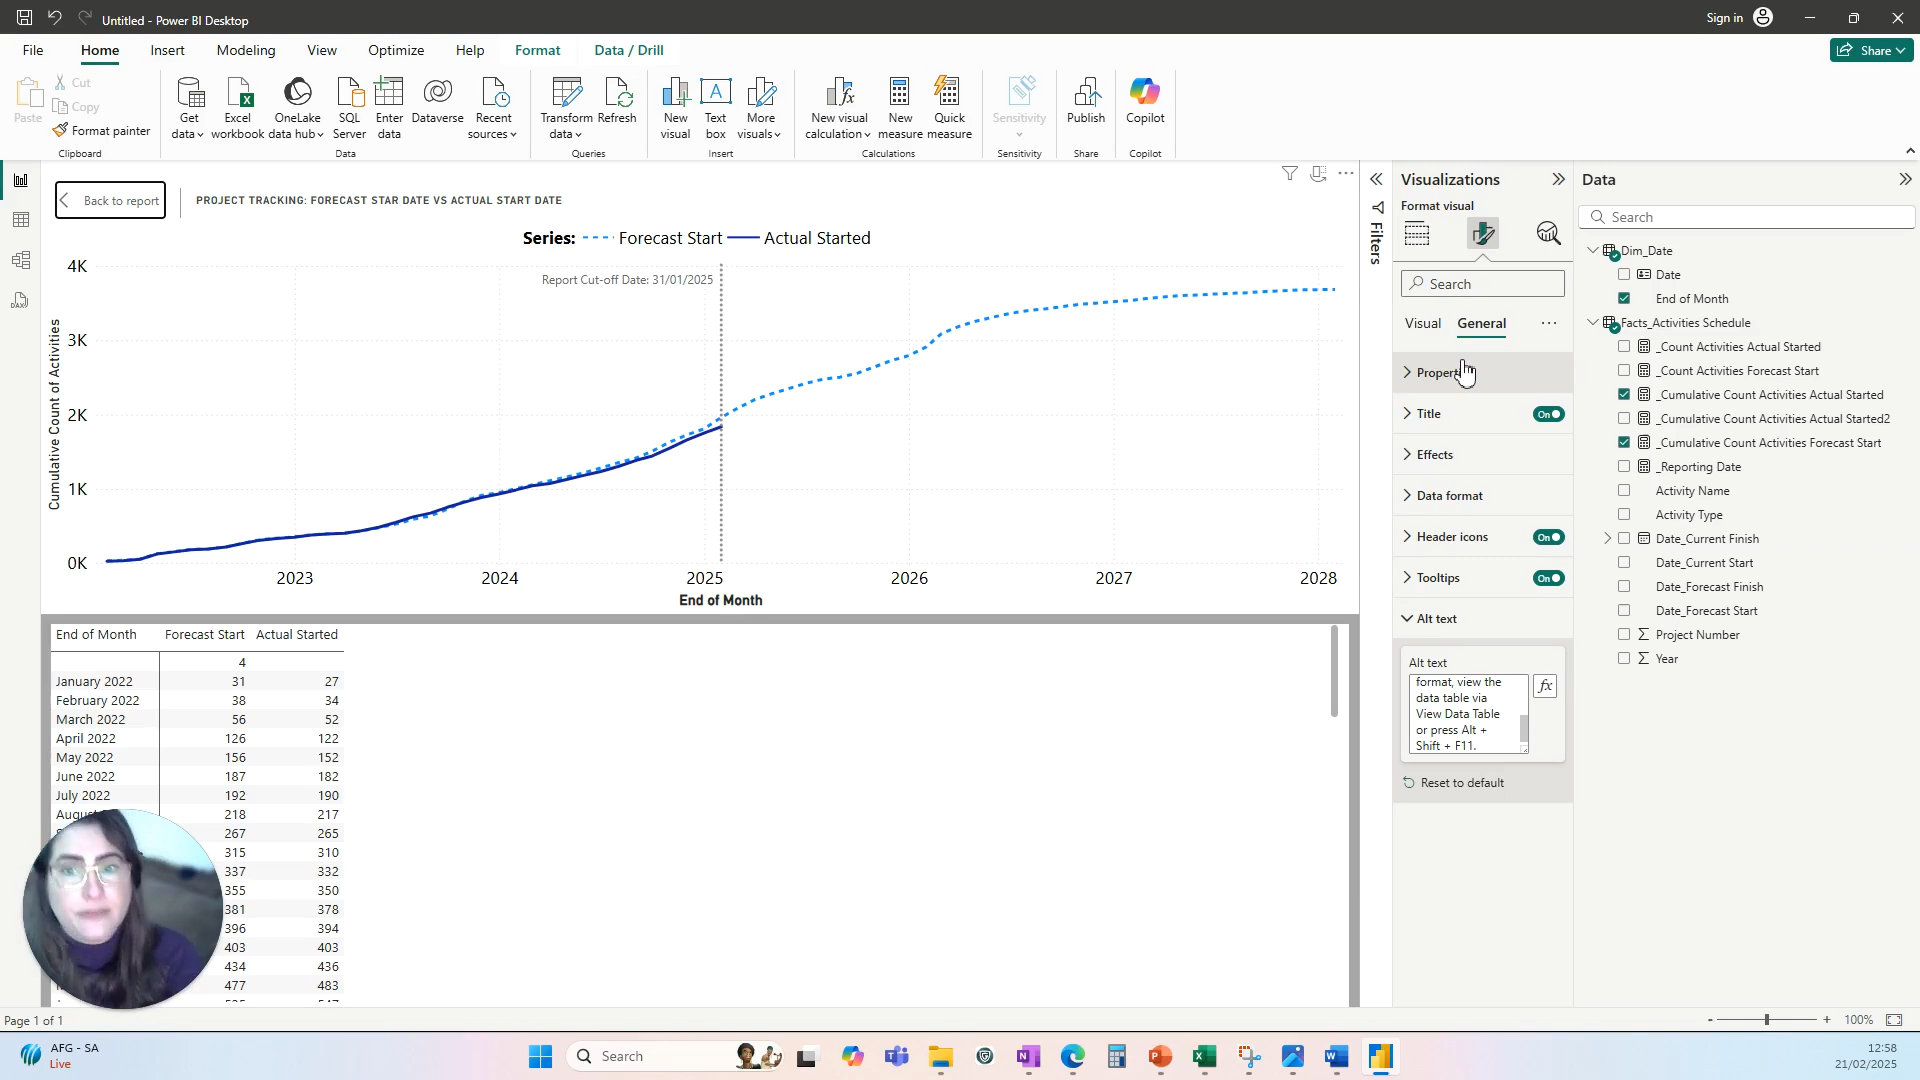 Untitled - Power BI Desktop
Sign in
File
Home
Insert
Modeling
View
Optimize
Help
Format
Data / Drill
Share
Paste
Cut
Copy
Format painter
Clipboard
Get data
Excel workbook
OneLake data hub
SQL Server
Enter data
Dataverse
Recent sources
Data
Transform data
Refresh
Queries
New visual
Text box
More visuals
Insert
New visual calculation
New measure
Quick measure
Calculations
Sensitivity
Sensitivity
Publish
Share
Copilot
Copilot
Back to report
PROJECT TRACKING: FORECAST STAR DATE VS ACTUAL START DATE
Series: Forecast Start Actual Started
Report Cut-off Date: 31/01/2025
Cumulative Count of Activities
4K
3K
2K
1K
0K
2023 2024 2025 2026 2027 2028
End of Month
End of Month Forecast Start Actual Started
4
January 2022 31 27
February 2022 38 34
March 2022 56 52
April 2022 126 122
May 2022 156 152
June 2022 187 182
July 2022 192 190
218 217
267 265
315 310
337 332
355 350
381 378
396 394
403 403
434 436
477 483
Filters
Visualizations
Format visual
Search
Visual
General
Title On
Effects
Data format
Header icons On
Tooltips On
Alt text
Alt text
format, view the
data table via
View Data Table
or press Alt +
Shift + F11.
fx
Reset to default
Data
Search
Dim_Date
Date
End of Month
Facts_Activities Schedule
_Count Activities Actual Started
_Count Activities Forecast Start
_Cumulative Count Activities Actual Started
_Cumulative Count Activities Actual Started2
_Cumulative Count Activities Forecast Start
_Reporting Date
Activity Name
Activity Type
Date_Current Finish
Date_Current Start
Date_Forecast Finish
Date_Forecast Start
Project Number
Year
Page 1 of 1
- + 100%
AFG - SA
Live
Search
12:58
21/02/2025